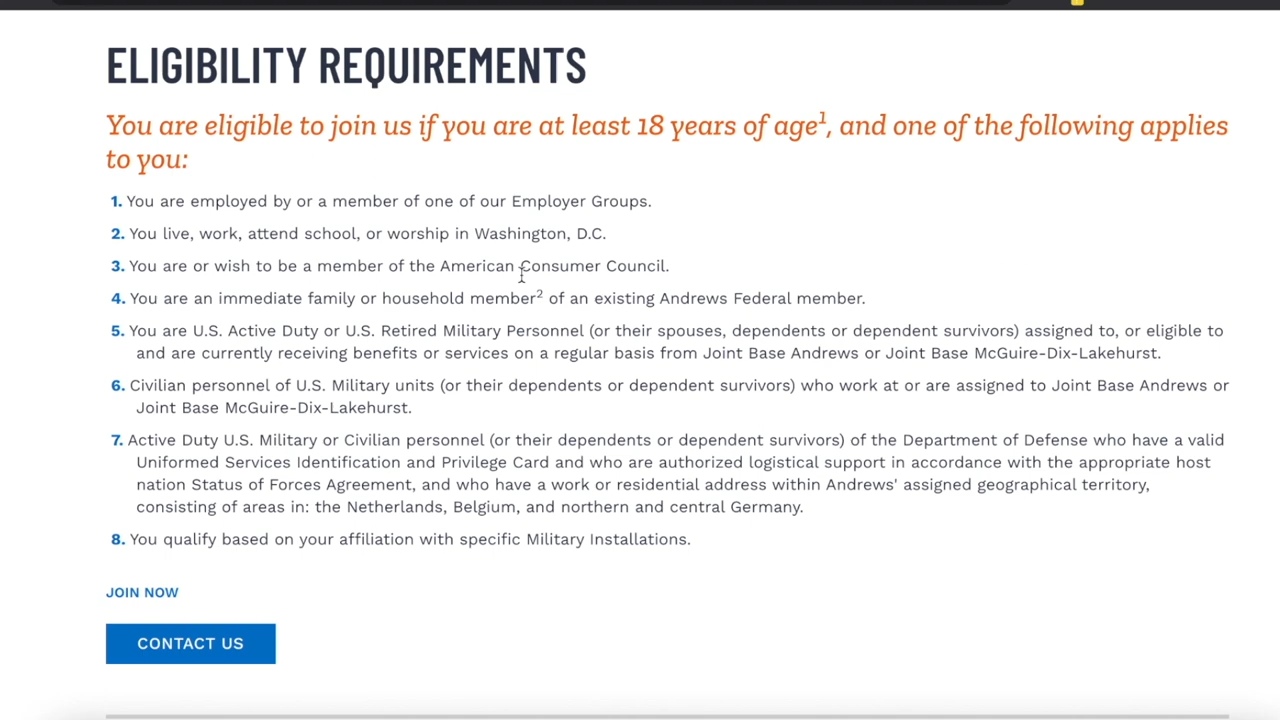 ELIGIBILITY REQUIREMENTS
You are eligible to join us if you are at least 18 years of age1, and one of the following applies
to you:
1. You are employed by or a member of one of our Employer Groups.
2. You live, work, attend school, or worship in Washington, D.C.
3. You are or wish to be a member of the American Consumer Council.
4. You are an immediate family or household member2 of an existing Andrews Federal member.
5. You are U.S. Active Duty or U.S. Retired Military Personnel (or their spouses, dependents or dependent survivors) assigned to, or eligible to
and are currently receiving benefits or services on a regular basis from Joint Base Andrews or Joint Base McGuire-Dix-Lakehurst.
6. Civilian personnel of U.S. Military units (or their dependents or dependent survivors) who work at or are assigned to Joint Base Andrews or
Joint Base McGuire-Dix-Lakehurst.
7. Active Duty U.S. Military or Civilian personnel (or their dependents or dependent survivors) of the Department of Defense who have a valid
Uniformed Services Identification and Privilege Card and who are authorized logistical support in accordance with the appropriate host
nation Status of Forces Agreement, and who have a work or residential address within Andrews' assigned geographical territory,
consisting of areas in: the Netherlands, Belgium, and northern and central Germany.
8. You qualify based on your affiliation with specific Military Installations.
JOIN NOW
CONTACT US